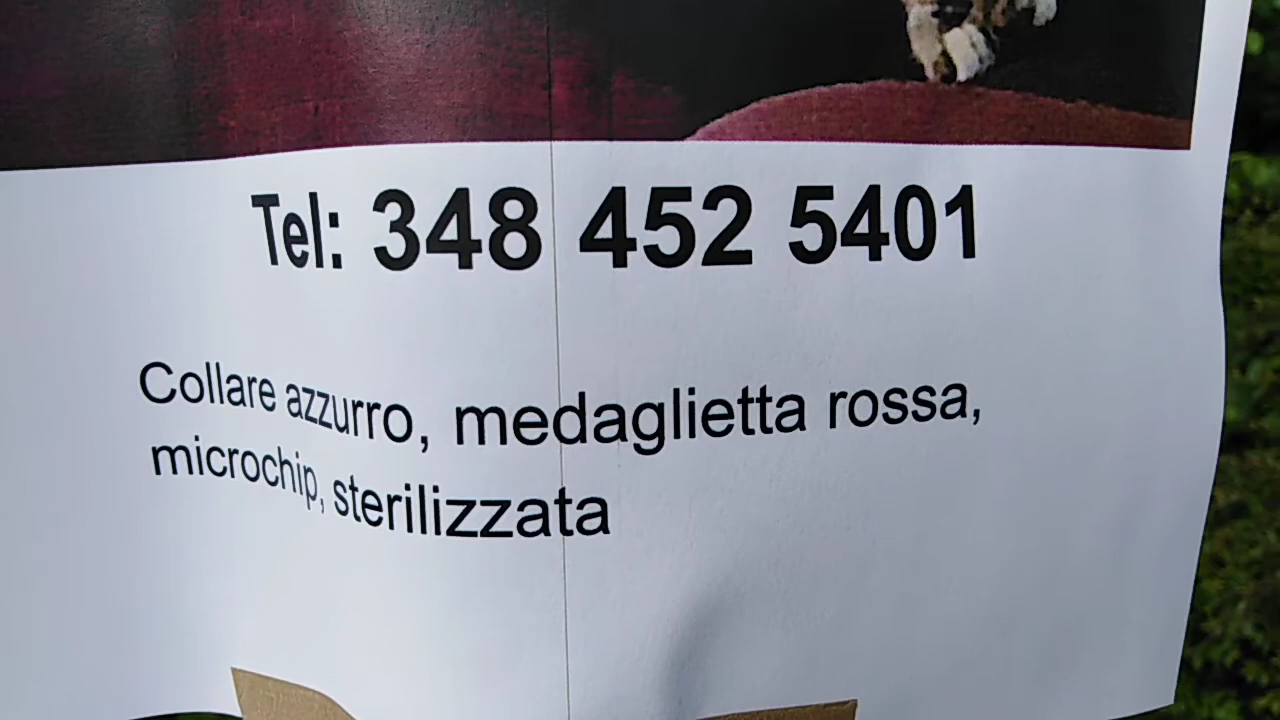 Tel: 348 452 5401
Collare azzurro, medaglietta rossa,
microchip, sterilizzata